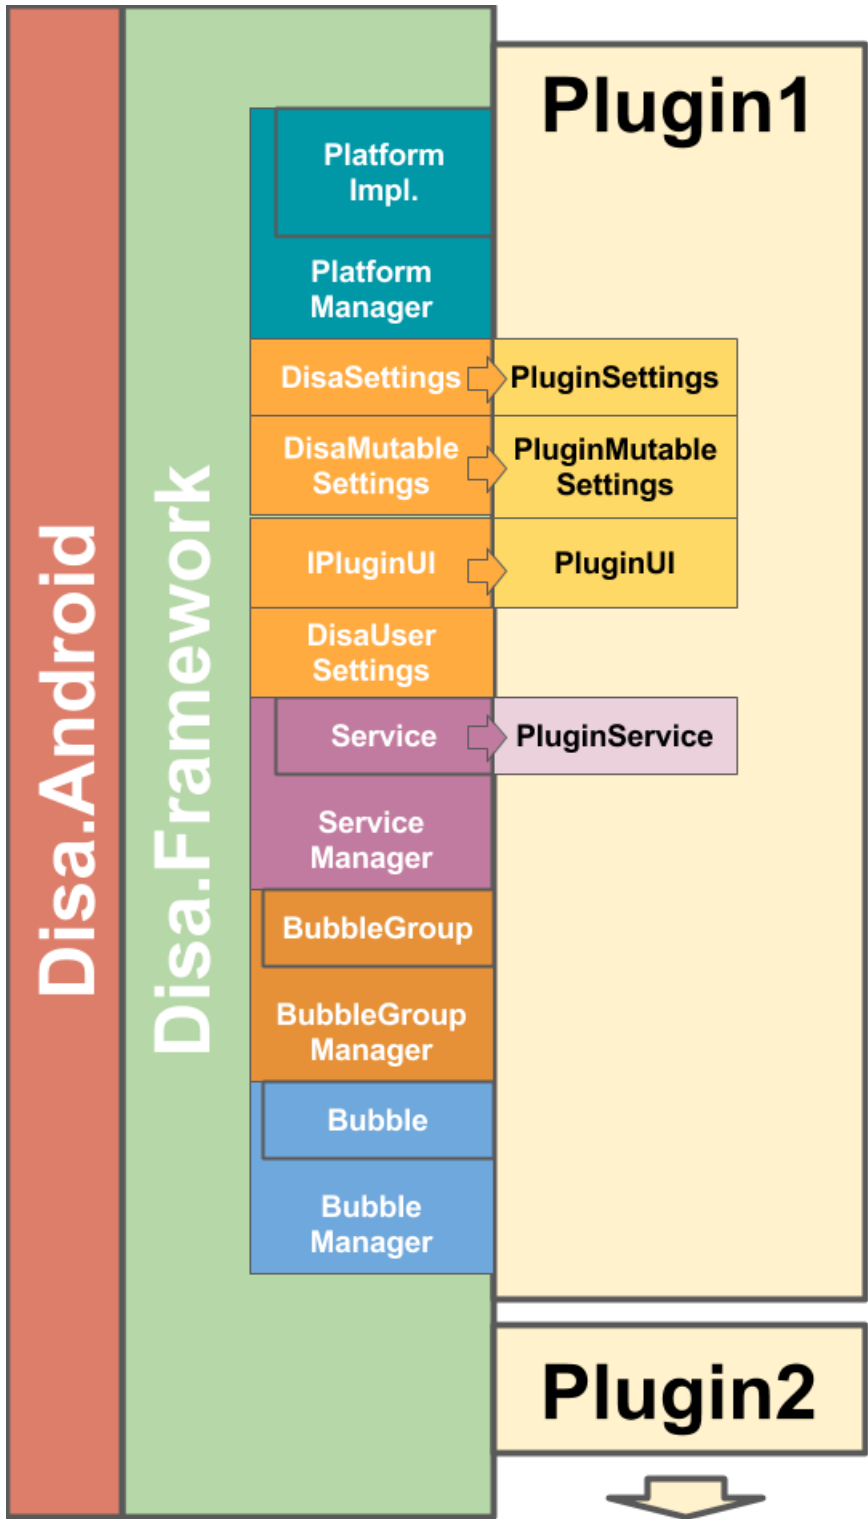 Disa.Android
Disa.Framework
Platform
Impl.
Platform
Manager
DisaSettings
DisaMutable
Settings
IPluginUI
DisaUser
Settings
Service
Service
Manager
BubbleGroup
BubbleGroup
Manager
Bubble
Bubble
Manager
Plugin1
PluginSettings
PluginMutable
Settings
PluginUI
PluginService
Plugin2